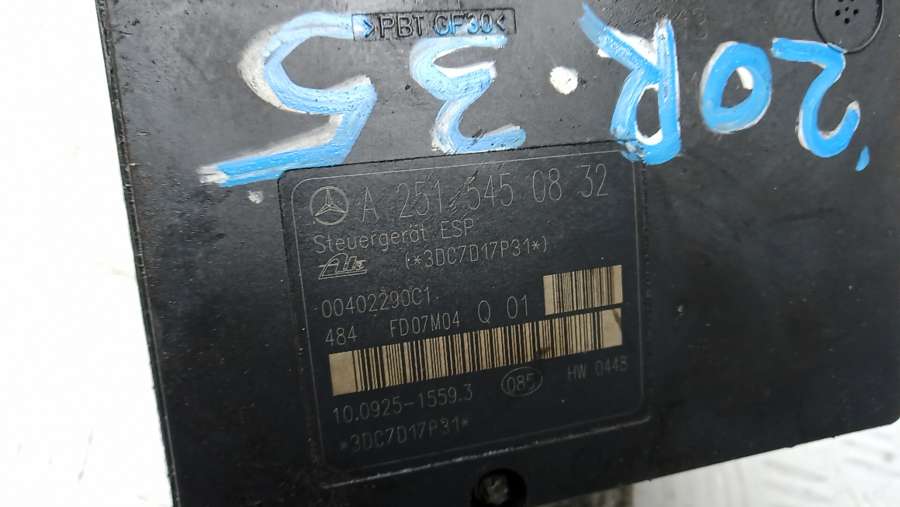 >PBT GF30<
20R.35
A 251 545 08 32
Steuergerät ESP
Ate (*3DC7D17P31*)
00402290C1
484 FD07M04 Q 01
10.0925-1559.3 085 HW 0443
*3DC7D17P31*